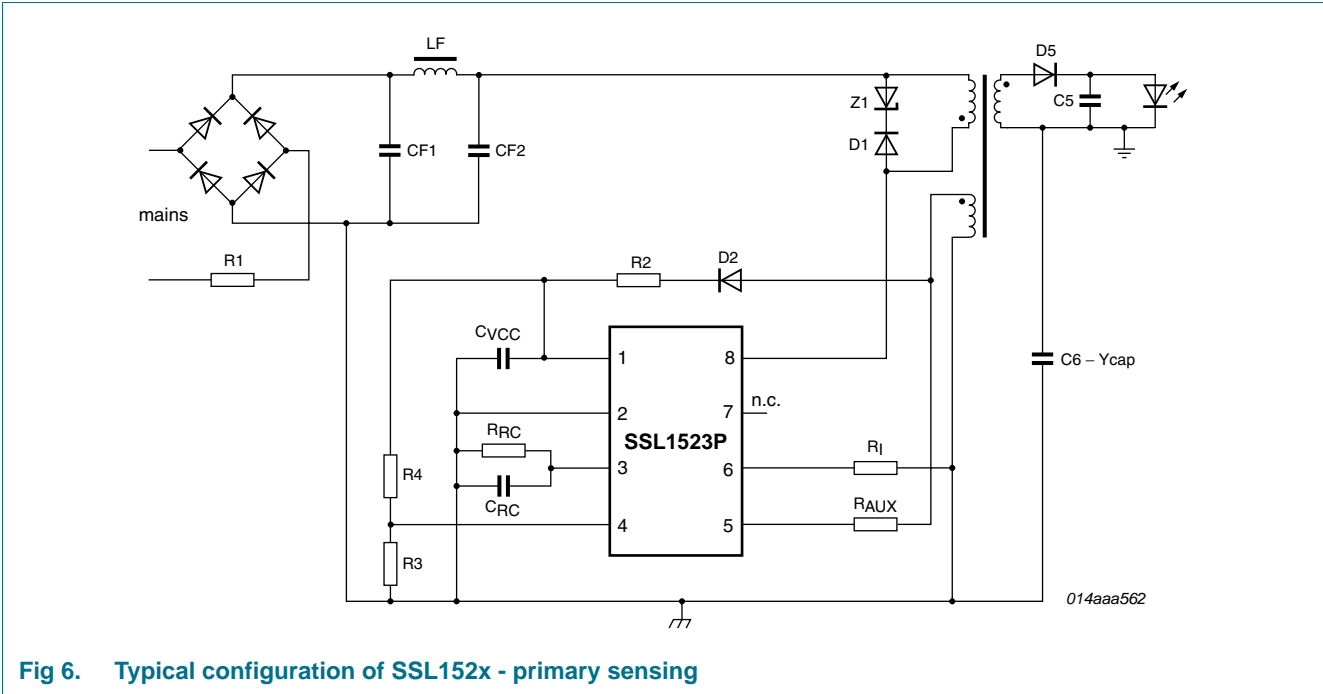 LF
D5
Z1
C5
D1
CF1
CF2
mains
R1
R2
D2
CVCC
1
8
C6 – Ycap
2
7
n.c.
SSL1523P
RRC
RI
3
6
R4
CRC
RAUX
4
5
R3
014aaa562
Fig 6. Typical configuration of SSL152x - primary sensing